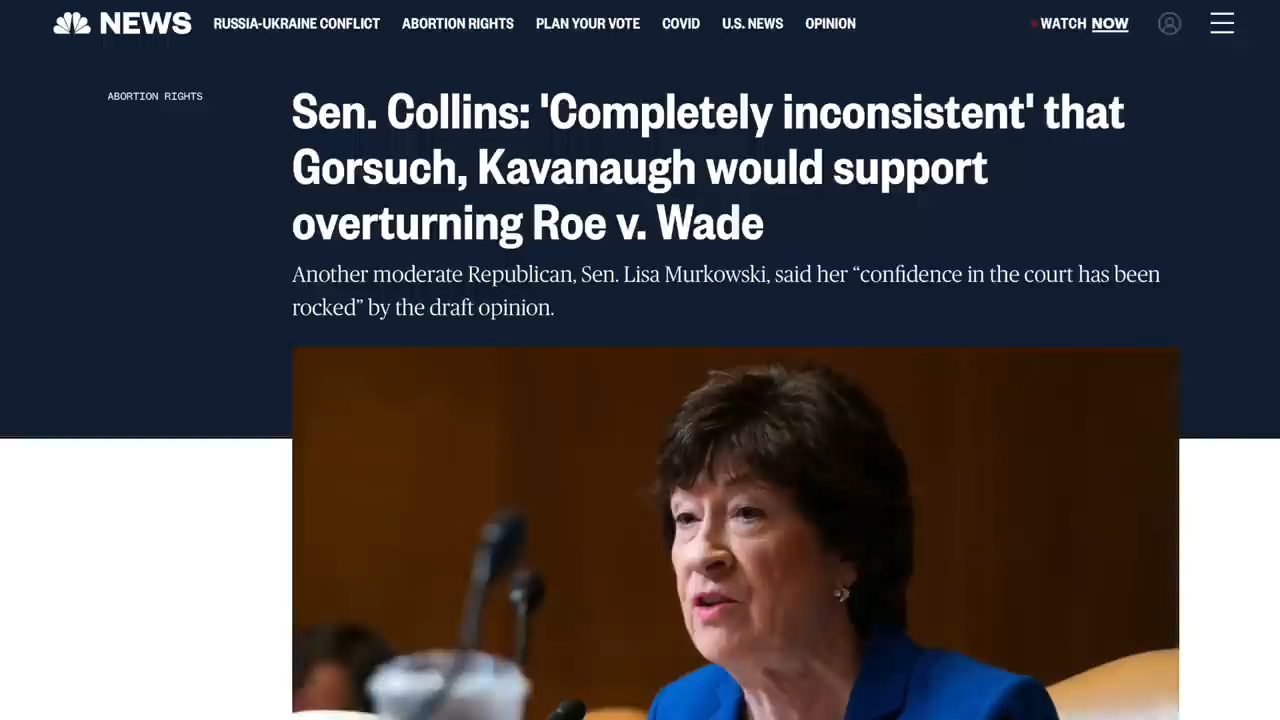 NEWS RUSSIA-UKRAINE CONFLICT ABORTION RIGHTS PLAN YOUR VOTE COVID U.S. NEWS OPINION WATCH NOW
ABORTION RIGHTS
Sen. Collins: 'Completely inconsistent' that
Gorsuch, Kavanaugh would support
overturning Roe v. Wade
Another moderate Republican, Sen. Lisa Murkowski, said her “confidence in the court has been
rocked” by the draft opinion.